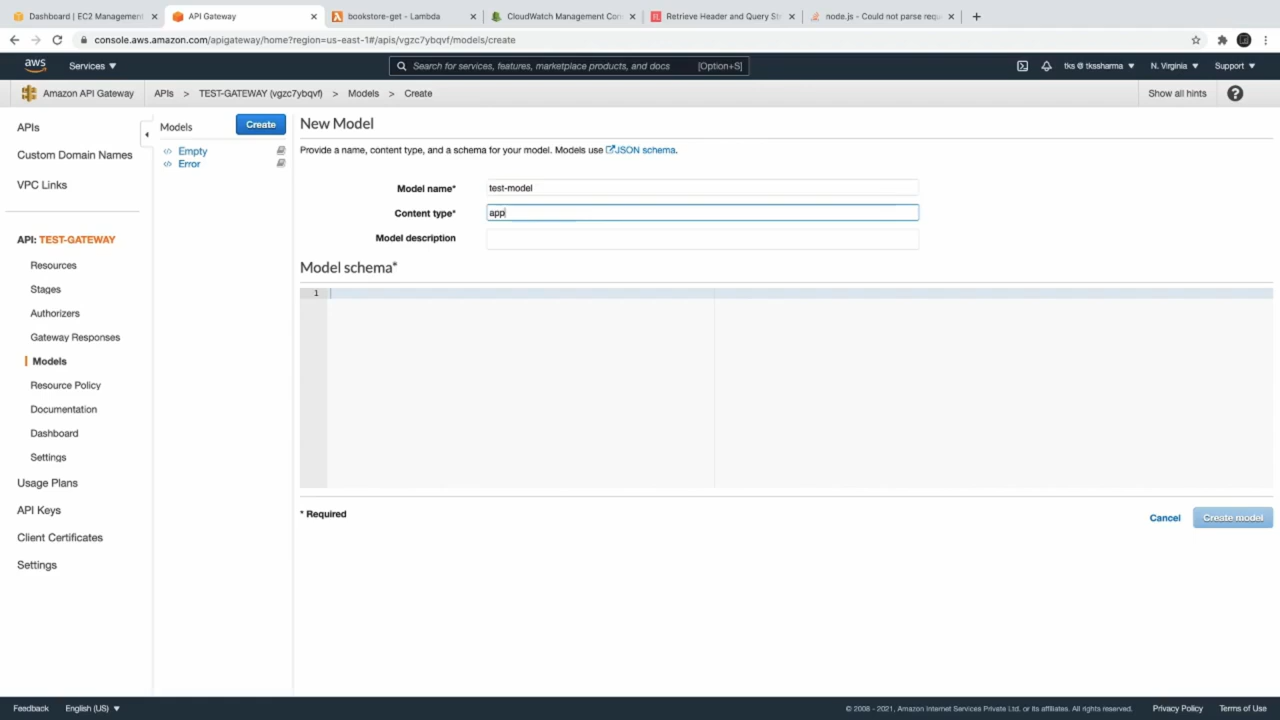 Dashboard | EC2 Management
API Gateway
bookstore-get - Lambda
CloudWatch Management Con
Retrieve Header and Query St
node.js - Could not parse requ
console.aws.amazon.com/apigateway/home?region=us-east-1#/apis/vgzc7ybqvf/models/create
aws
Services
Search for services, features, marketplace products, and docs
[Option+S]
tks @ tkssharma
N. Virginia
Support
Amazon API Gateway
APIs > TEST-GATEWAY (vgzc7ybqvf) > Models > Create
Show all hints
APIs
Custom Domain Names
VPC Links
API: TEST-GATEWAY
Resources
Stages
Authorizers
Gateway Responses
Models
Resource Policy
Documentation
Dashboard
Settings
Usage Plans
API Keys
Client Certificates
Settings
Models
Create
Empty
Error
New Model
Provide a name, content type, and a schema for your model. Models use JSON schema.
Model name* test-model
Content type* app
Model description
Model schema*
1
* Required
Cancel
Create model
Feedback
English (US)
© 2008 - 2021, Amazon Internet Services Private Ltd. or its affiliates. All rights reserved.
Privacy Policy
Terms of Use